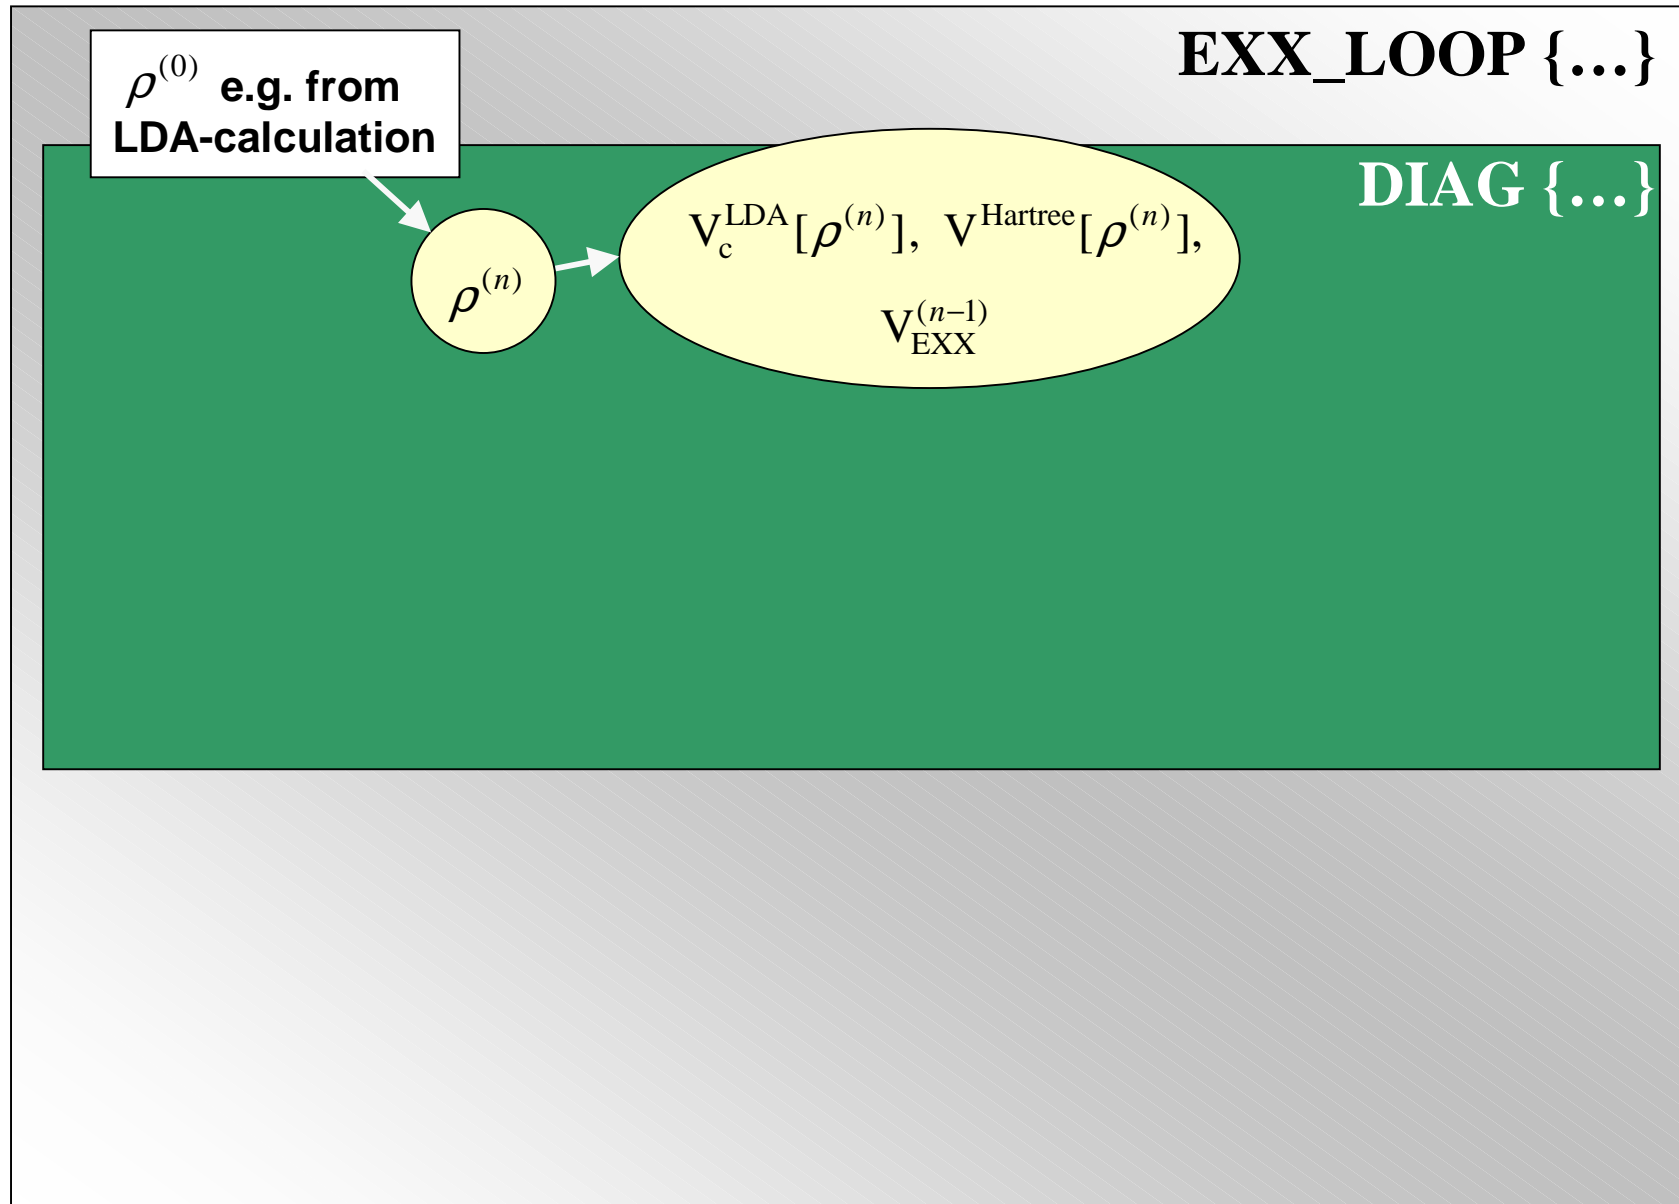 EXX_LOOP {…}
ρ^(0) e.g. from
LDA-calculation
DIAG {…}
ρ^(n)
V_c^LDA[ρ^(n)], V^Hartree[ρ^(n)],
V_EXX^(n−1)